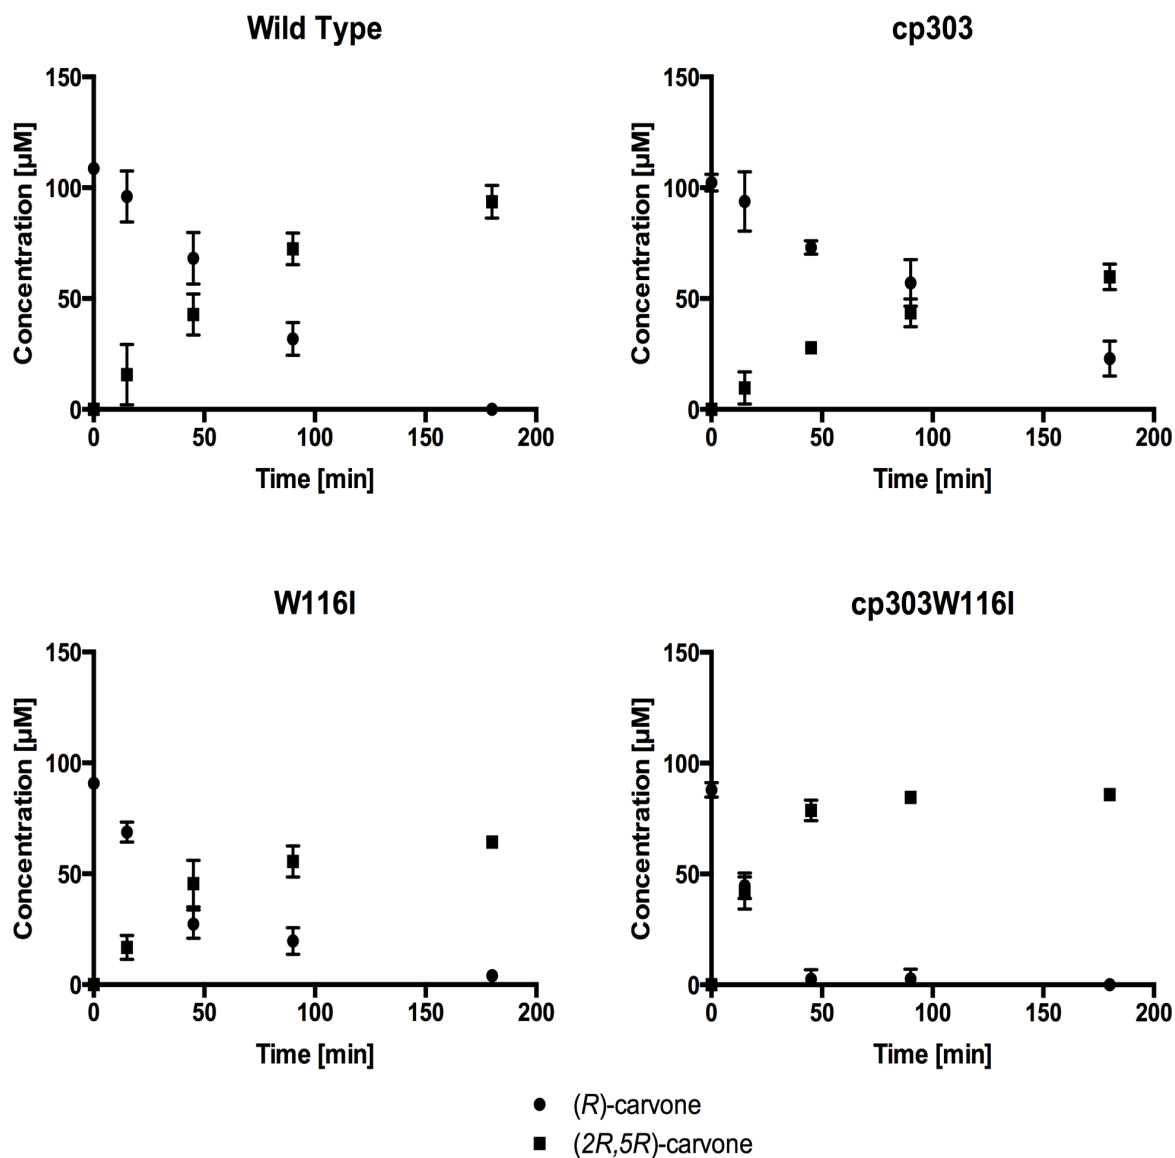 Wild Type
150
100
50
0
Concentration [µM]
0 50 100 150 200
Time [min]
cp303
150
100
50
0
Concentration [µM]
0 50 100 150 200
Time [min]
W116I
150
100
50
0
Concentration [µM]
0 50 100 150 200
Time [min]
cp303W116I
150
100
50
0
Concentration [µM]
0 50 100 150 200
Time [min]
(R)-carvone
(2R,5R)-carvone